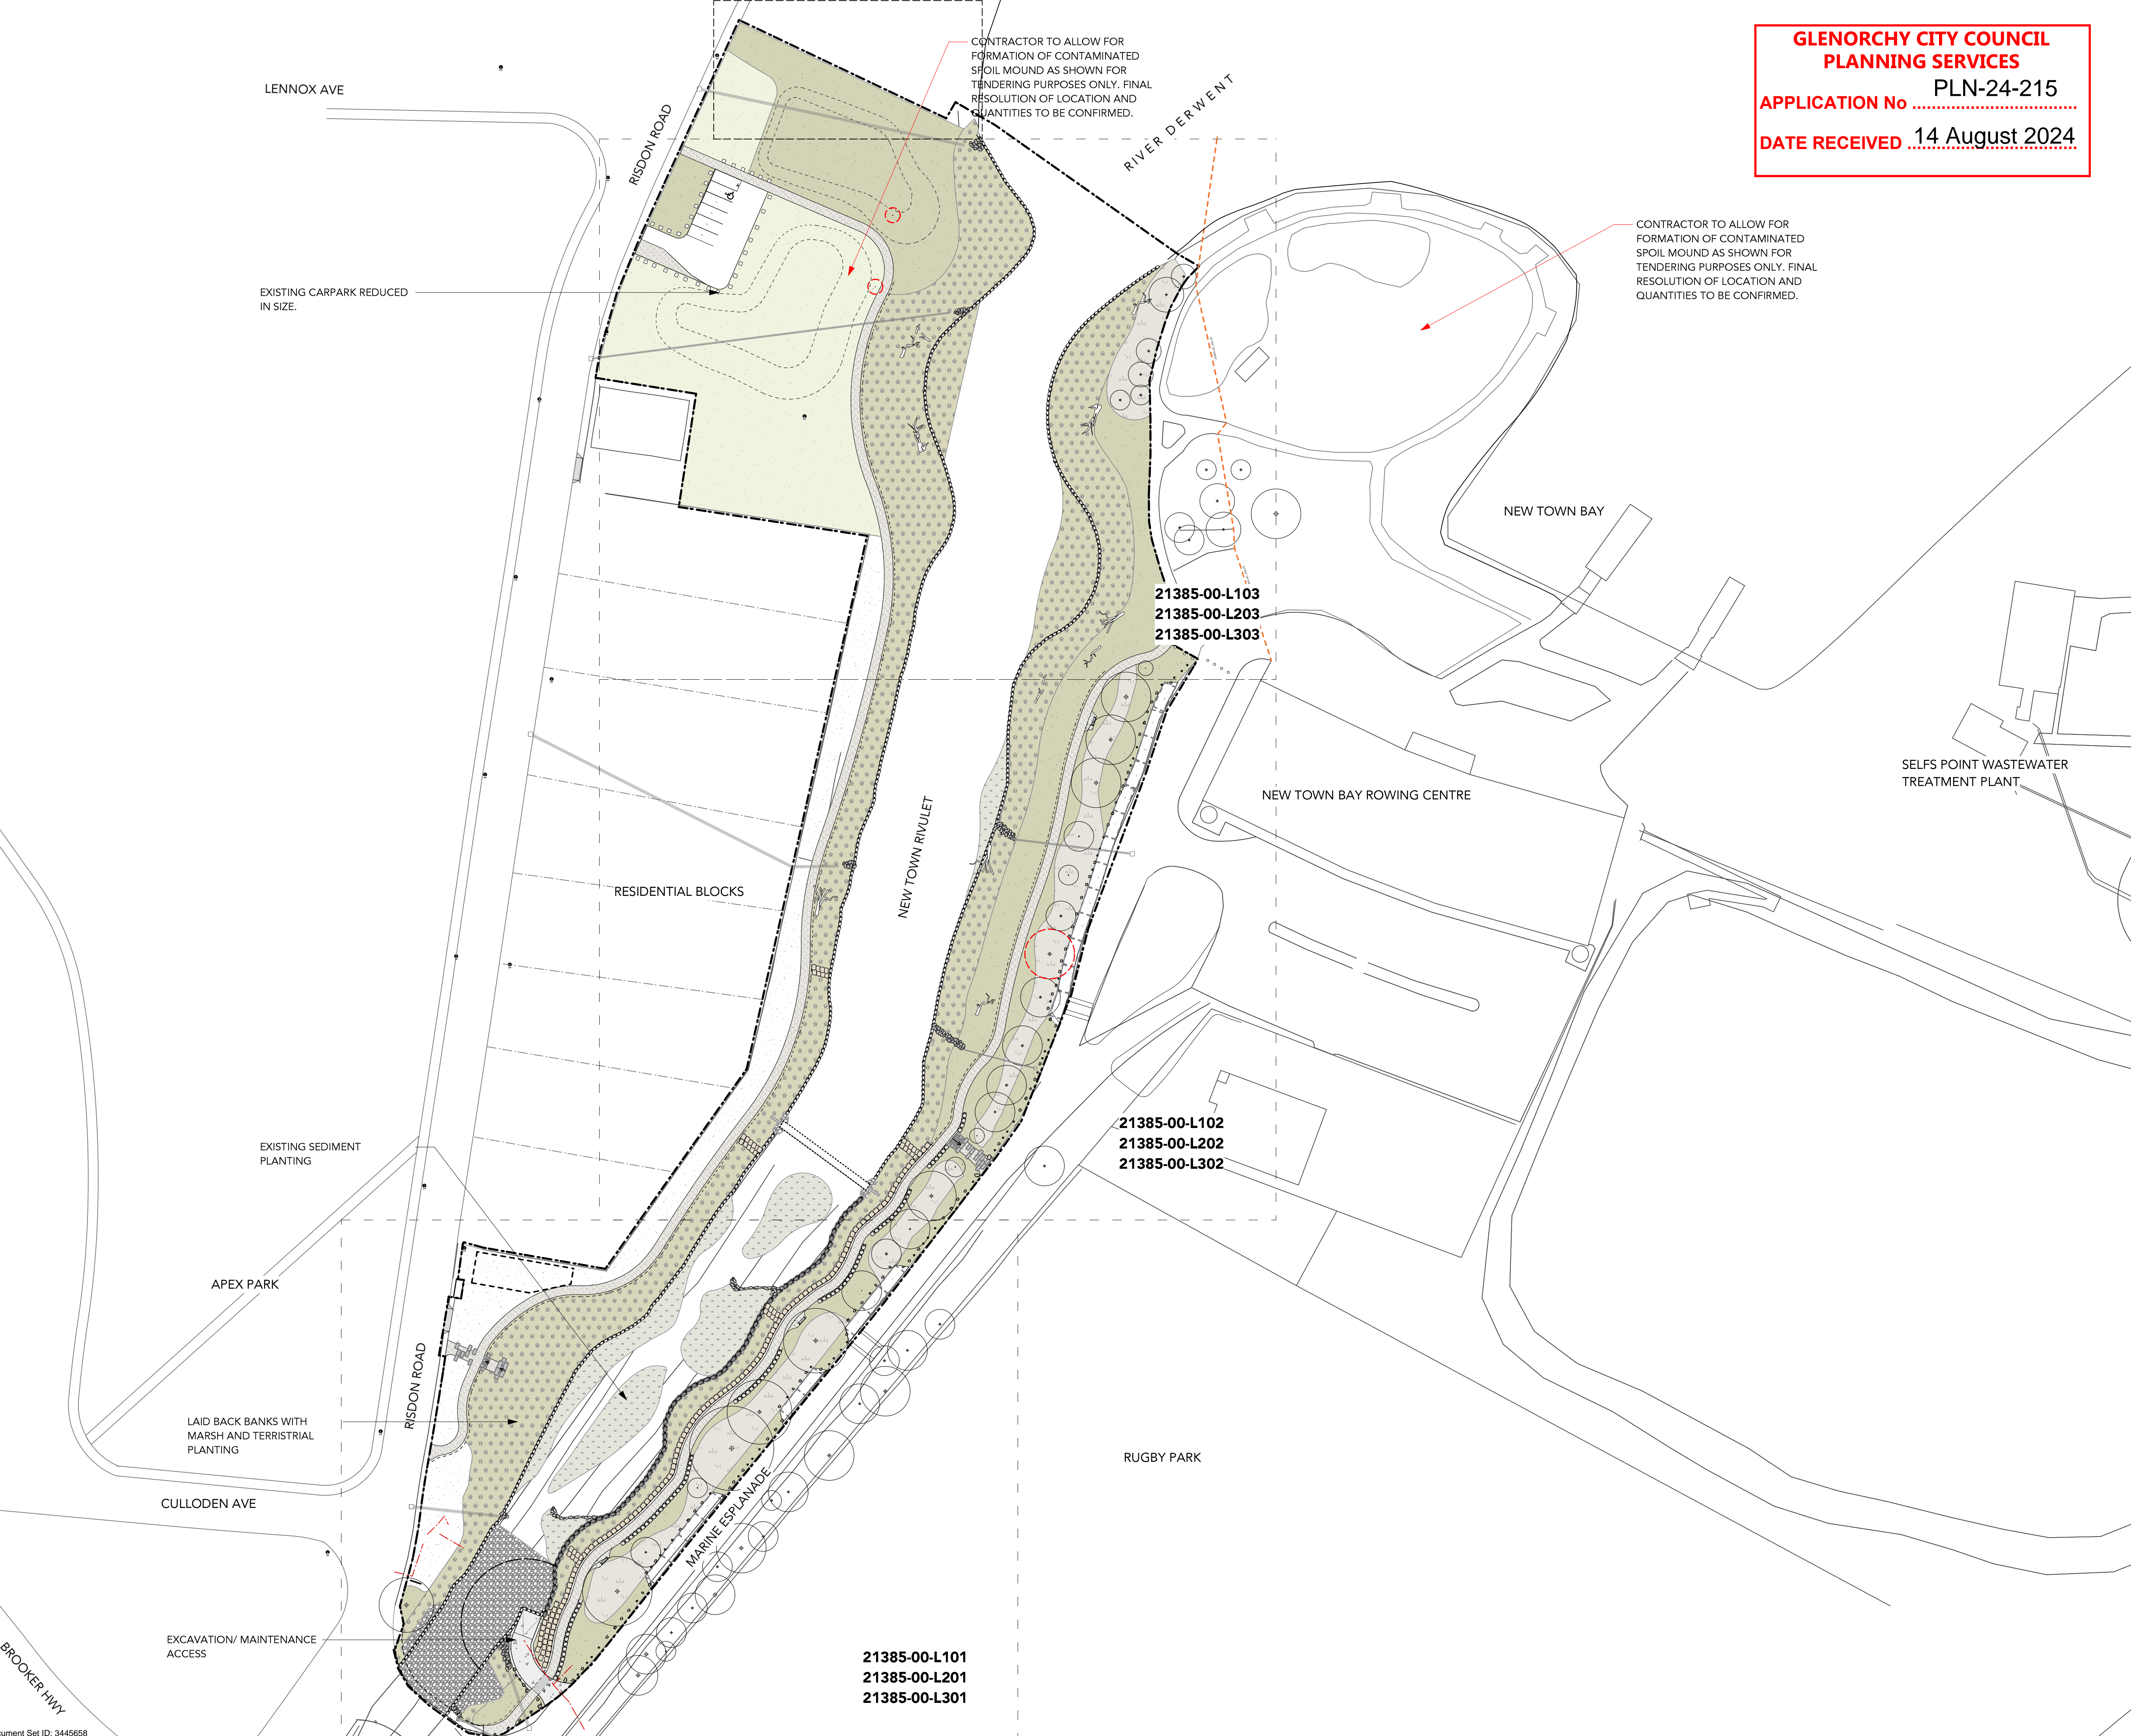 GLENORCHY CITY COUNCIL
PLANNING SERVICES
APPLICATION No PLN-24-215
DATE RECEIVED 14 August 2024
CONTRACTOR TO ALLOW FOR
FORMATION OF CONTAMINATED
SPOIL MOUND AS SHOWN FOR
TENDERING PURPOSES ONLY. FINAL
RESOLUTION OF LOCATION AND
QUANTITIES TO BE CONFIRMED.
LENNOX AVE
RISDON ROAD
RIVER DERWENT
CONTRACTOR TO ALLOW FOR
FORMATION OF CONTAMINATED
SPOIL MOUND AS SHOWN FOR
TENDERING PURPOSES ONLY. FINAL
RESOLUTION OF LOCATION AND
QUANTITIES TO BE CONFIRMED.
EXISTING CARPARK REDUCED
IN SIZE.
NEW TOWN BAY
21385-00-L103
21385-00-L203
21385-00-L303
SELFS POINT WASTEWATER
TREATMENT PLANT
NEW TOWN BAY ROWING CENTRE
NEW TOWN RIVULET
RESIDENTIAL BLOCKS
21385-00-L102
21385-00-L202
21385-00-L302
EXISTING SEDIMENT
PLANTING
APEX PARK
RISDON ROAD
LAID BACK BANKS WITH
MARSH AND TERRISTRIAL
PLANTING
RUGBY PARK
CULLODEN AVE
MARINE ESPLANADE
EXCAVATION/ MAINTENANCE
ACCESS
BROOKER HWY
21385-00-L101
21385-00-L201
21385-00-L301
cument Set ID: 3445658